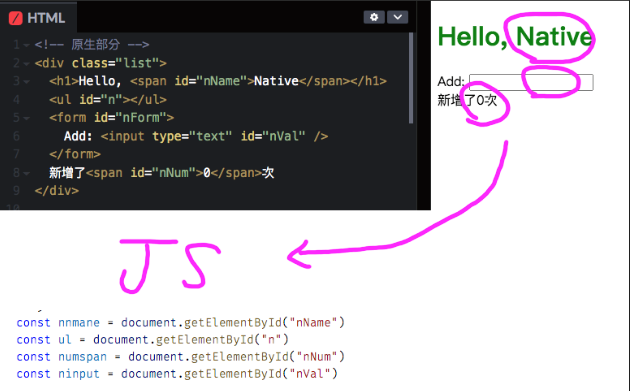 HTML
1 <!-- 原生部分 -->
2 <div class="list">
3 <h1>Hello, <span id="nName">Native</span></h1>
4 <ul id="n"></ul>
5 <form id="nForm">
6 Add: <input type="text" id="nVal" />
7 </form>
8 新增了<span id="nNum">0</span>次
9 </div>
Hello, Native
Add:
新增了0次
JS
const nnmane = document.getElementById("nName")
const ul = document.getElementById("n")
const numspan = document.getElementById("nNum")
const ninput = document.getElementById("nVal")